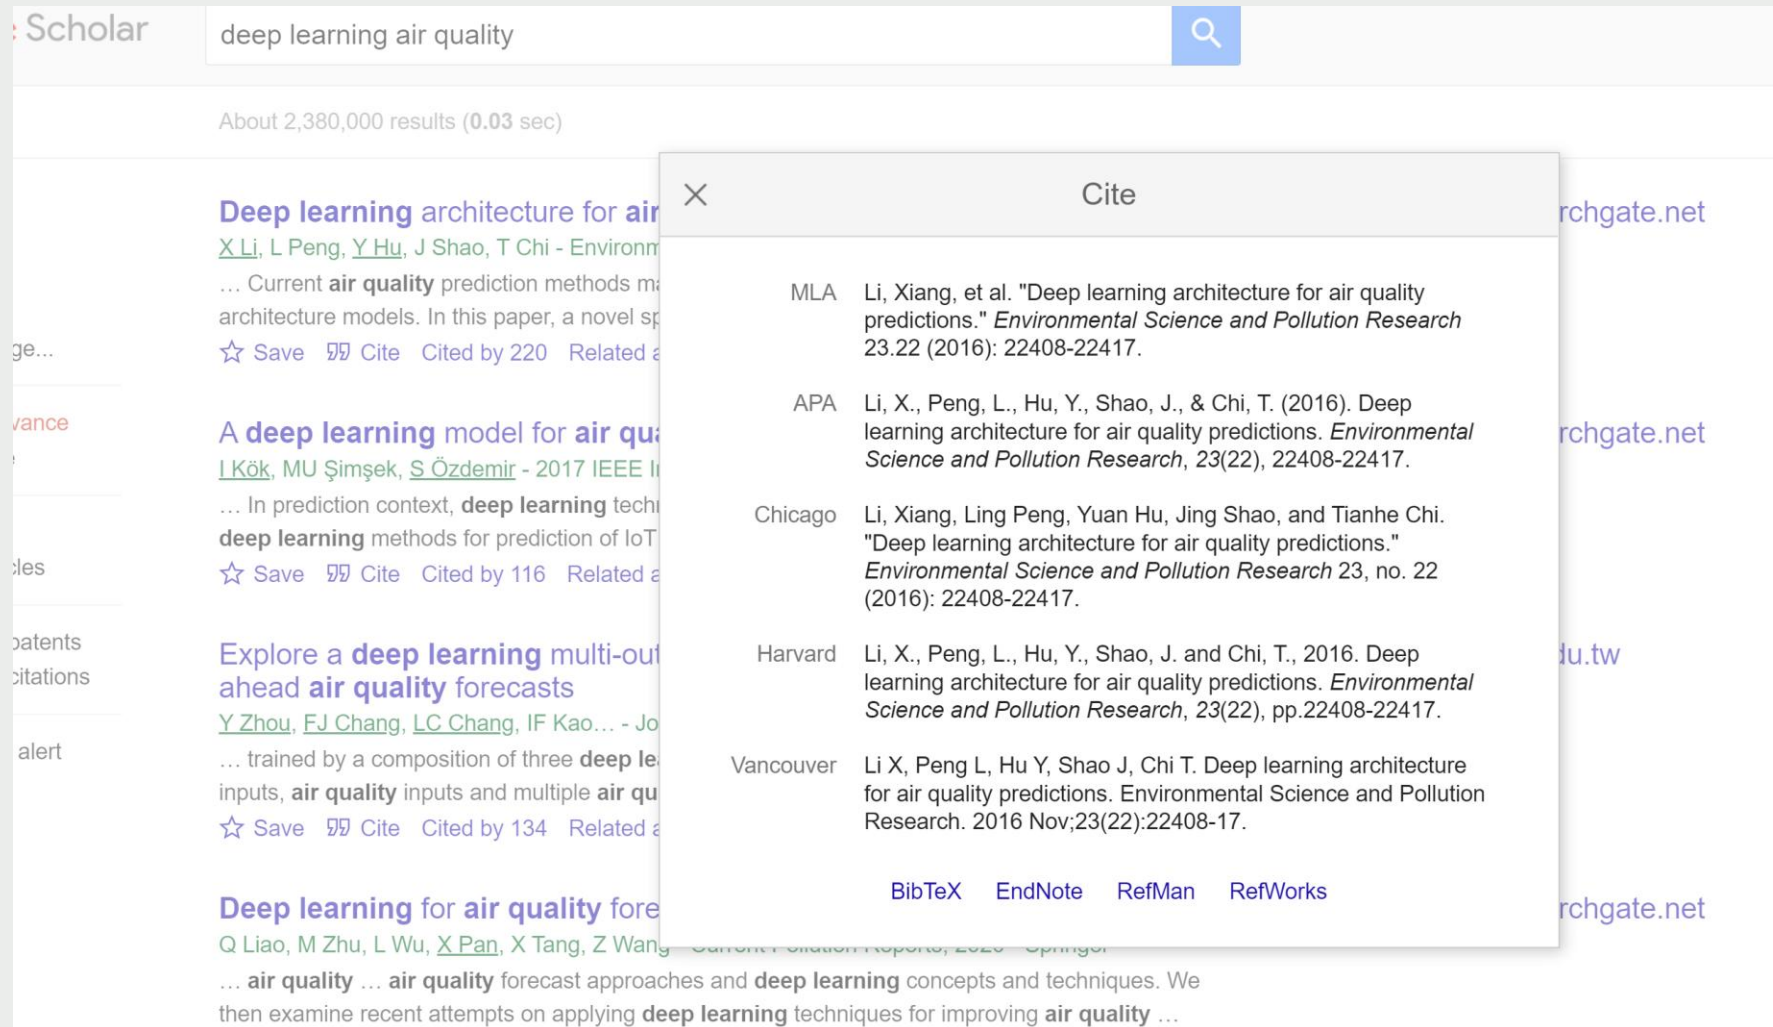 Scholar
deep learning air quality
About 2,380,000 results (0.03 sec)
Deep learning architecture for air
X Li, L Peng, Y Hu, J Shao, T Chi - Environm
… Current air quality prediction methods ma
architecture models. In this paper, a novel sp
Save Cite Cited by 220 Related a
rchgate.net
ge...
vance
A deep learning model for air qua
I Kök, MU Şimşek, S Özdemir - 2017 IEEE I
… In prediction context, deep learning techn
deep learning methods for prediction of IoT
Save Cite Cited by 116 Related a
rchgate.net
cles
patents
citations
alert
Explore a deep learning multi-out
ahead air quality forecasts
Y Zhou, FJ Chang, LC Chang, IF Kao… - Jo
… trained by a composition of three deep lea
inputs, air quality inputs and multiple air qu
Save Cite Cited by 134 Related a
du.tw
Deep learning for air quality fore
Q Liao, M Zhu, L Wu, X Pan, X Tang, Z Wang - Current Pollution Reports, 2020 - Springer
… air quality … air quality forecast approaches and deep learning concepts and techniques. We
then examine recent attempts on applying deep learning techniques for improving air quality …
rchgate.net
Cite
MLA Li, Xiang, et al. "Deep learning architecture for air quality
predictions." Environmental Science and Pollution Research
23.22 (2016): 22408-22417.
APA Li, X., Peng, L., Hu, Y., Shao, J., & Chi, T. (2016). Deep
learning architecture for air quality predictions. Environmental
Science and Pollution Research, 23(22), 22408-22417.
Chicago Li, Xiang, Ling Peng, Yuan Hu, Jing Shao, and Tianhe Chi.
"Deep learning architecture for air quality predictions."
Environmental Science and Pollution Research 23, no. 22
(2016): 22408-22417.
Harvard Li, X., Peng, L., Hu, Y., Shao, J. and Chi, T., 2016. Deep
learning architecture for air quality predictions. Environmental
Science and Pollution Research, 23(22), pp.22408-22417.
Vancouver Li X, Peng L, Hu Y, Shao J, Chi T. Deep learning architecture
for air quality predictions. Environmental Science and Pollution
Research. 2016 Nov;23(22):22408-17.
BibTeX EndNote RefMan RefWorks